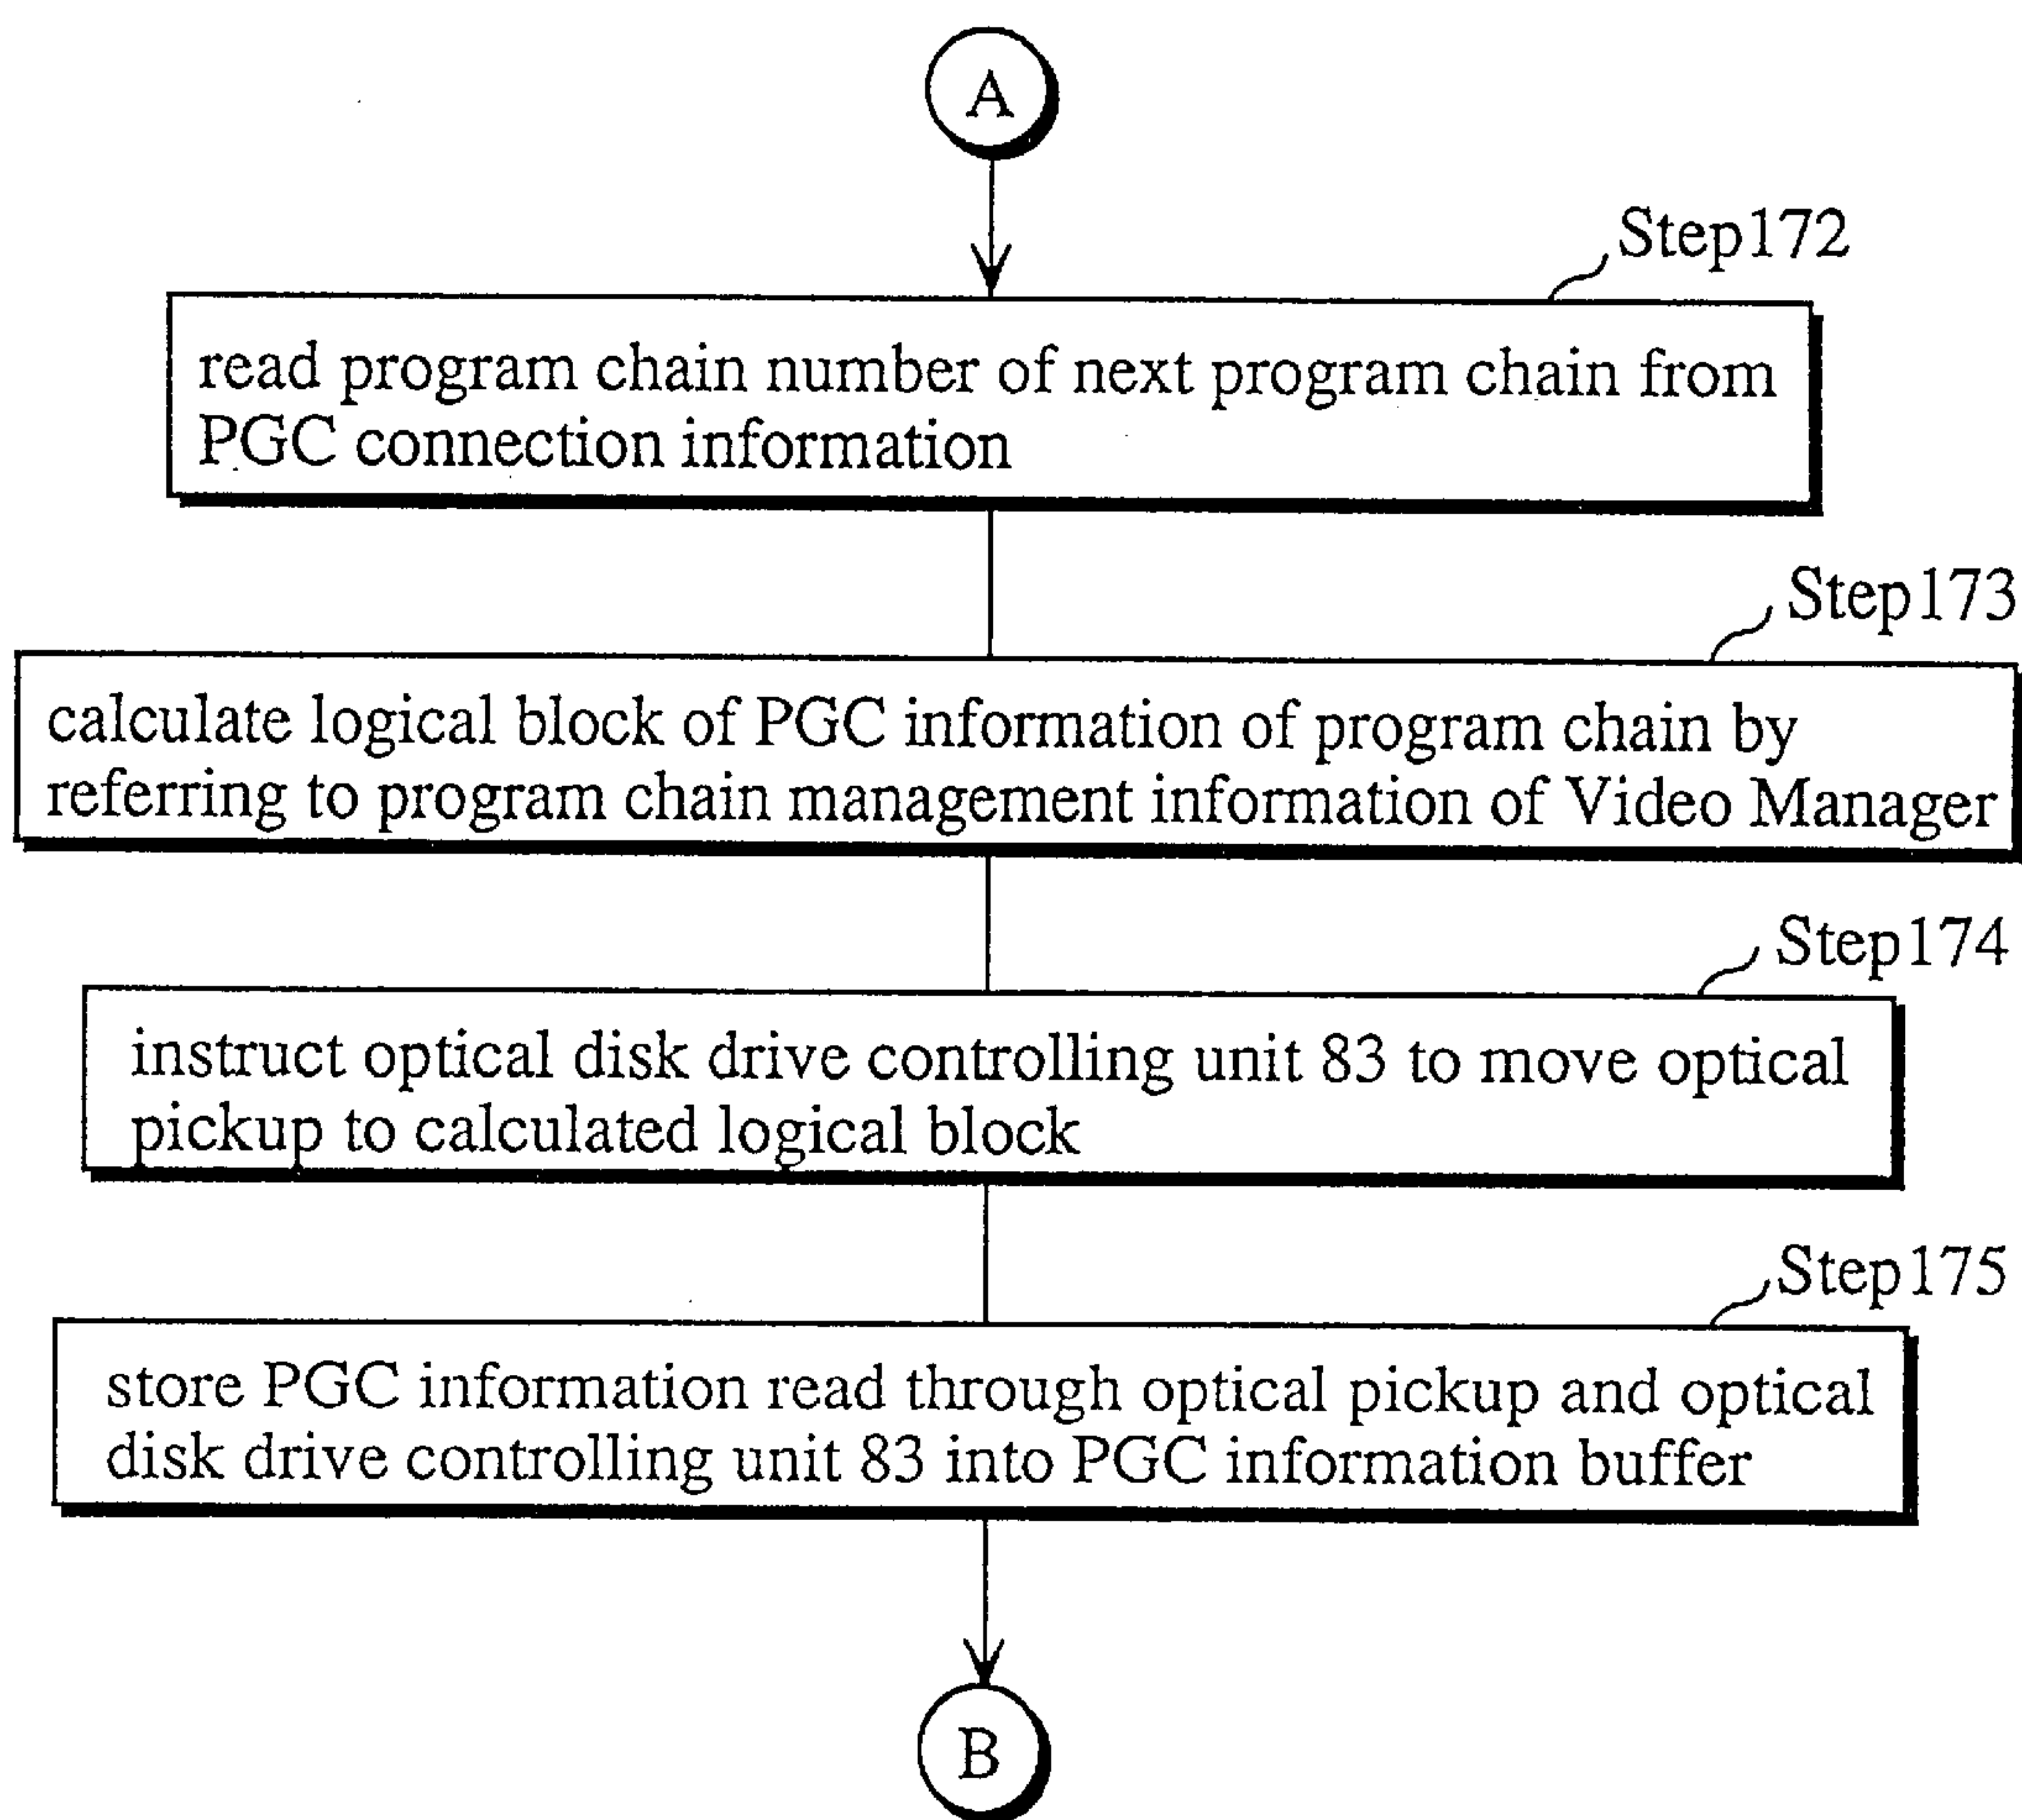 A
Step172
read program chain number of next program chain from
PGC connection information
Step173
calculate logical block of PGC information of program chain by
referring to program chain management information of Video Manager
Step174
instruct optical disk drive controlling unit 83 to move optical
pickup to calculated logical block
Step175
store PGC information read through optical pickup and optical
disk drive controlling unit 83 into PGC information buffer
B